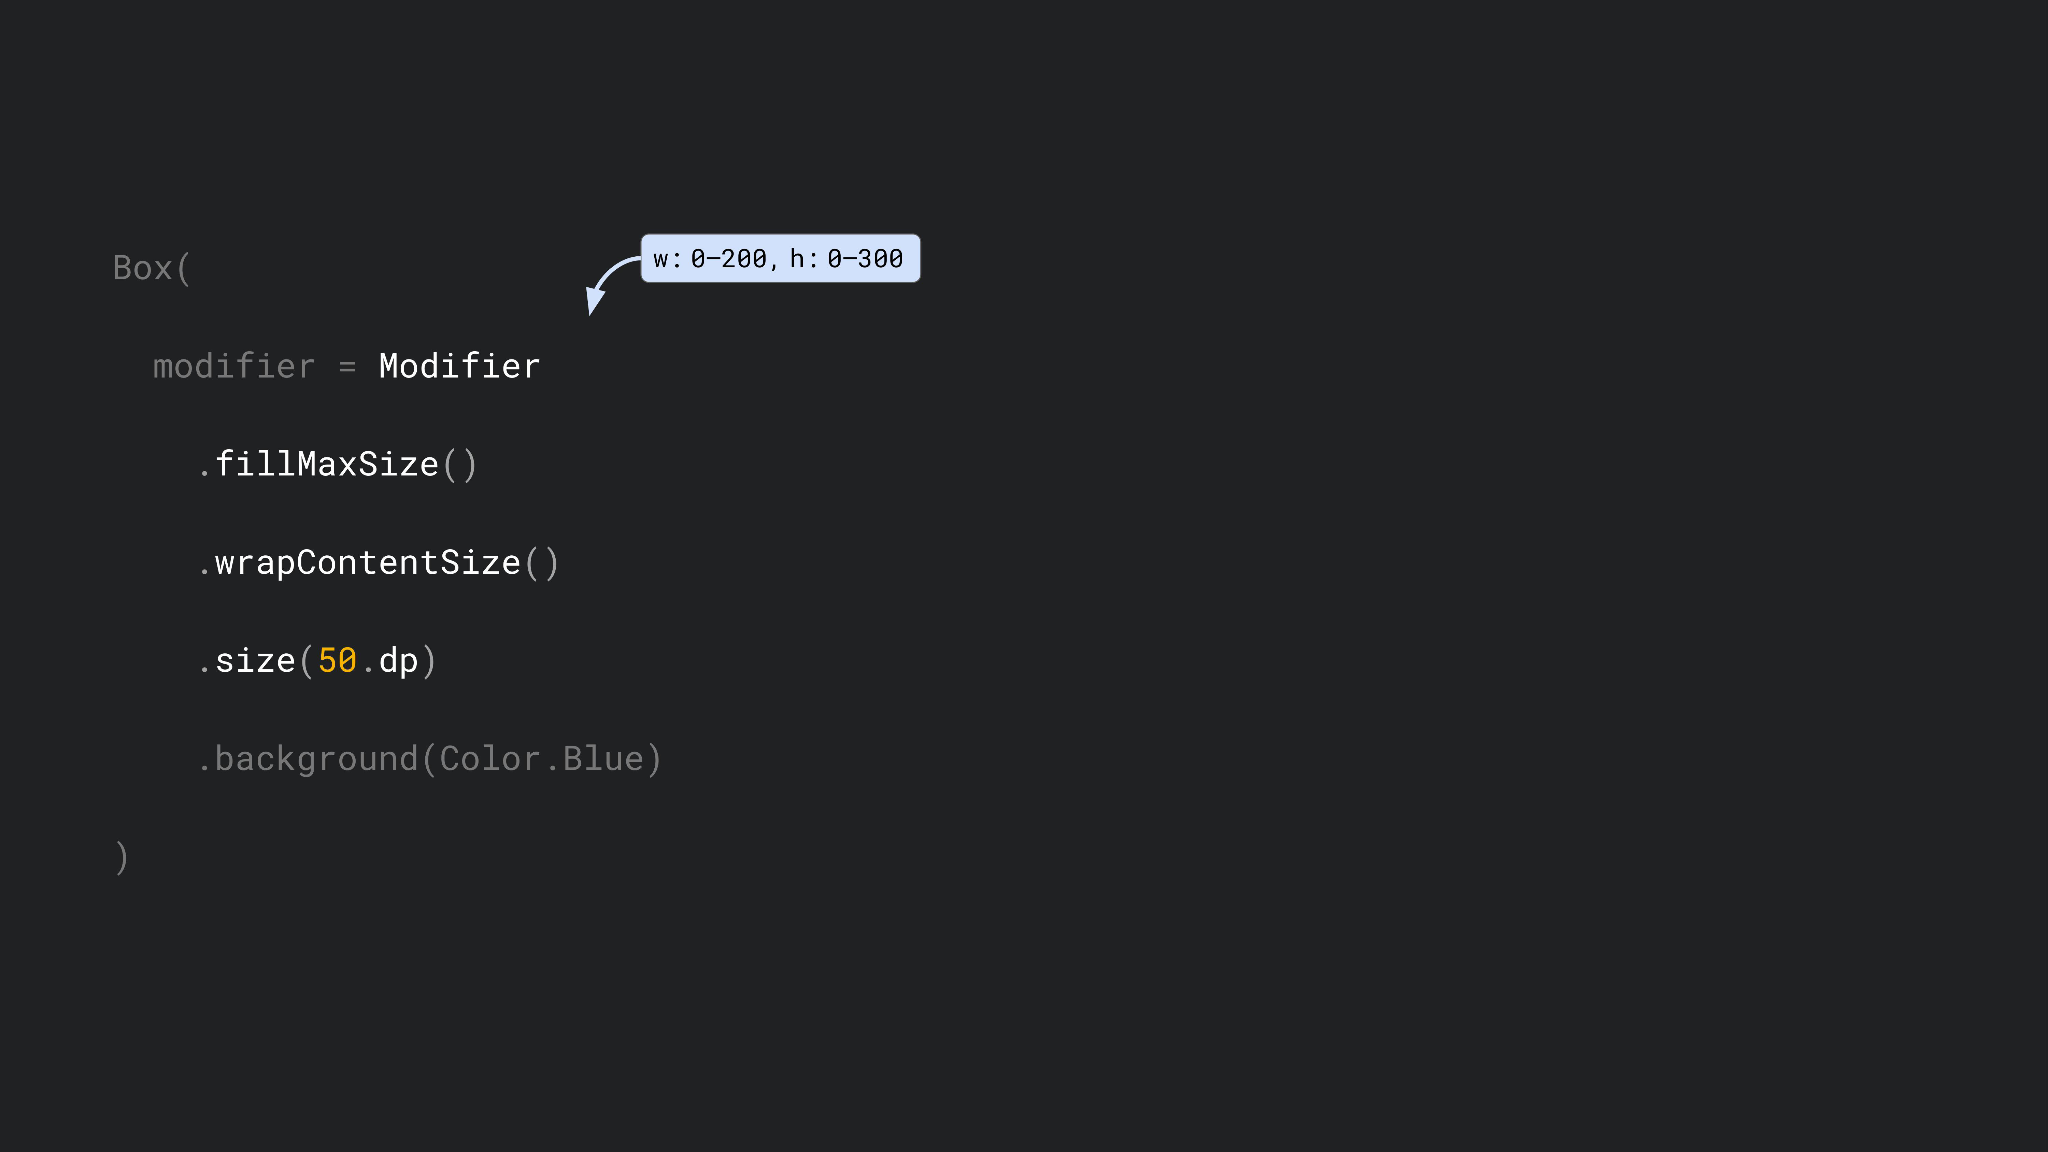 Box(
w: 0–200, h: 0–300
modifier = Modifier
.fillMaxSize()
.wrapContentSize()
.size(50.dp)
.background(Color.Blue)
)